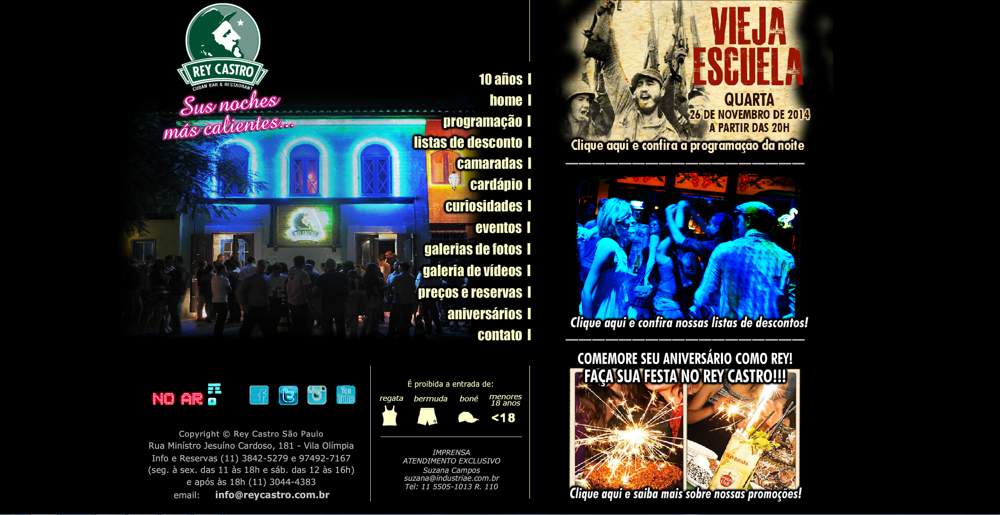 REY CASTRO
CUBAN BAR & RESTAURANT
Sus noches
más calientes...
REY CASTRO
10 años
home
programação
listas de desconto
camaradas
cardápio
curiosidades
eventos
galerias de fotos
galeria de vídeos
preços e reservas
aniversários
contato
NO AR
You
Tube
Copyright © Rey Castro São Paulo
Rua Minístro Jesuíno Cardoso, 181 - Vila Olímpia
Info e Reservas (11) 3842-5279 e 97492-7167
(seg. à sex. das 11 às 18h e sáb. das 12 às 16h)
e após às 18h (11) 3044-4383
email: info@reycastro.com.br
É proibida a entrada de:
regata bermuda boné menores
18 anos
<18
IMPRENSA
ATENDIMENTO EXCLUSIVO
Suzana Campos
suzana@industriae.com.br
Tel: 11 5505-1013 R. 110
VIEJA
ESCUELA
QUARTA
26 DE NOVEMBRO DE 2014
A PARTIR DAS 20H
Clique aqui e confira a programação da noite
Clique aqui e confira nossas listas de descontos!
COMEMORE SEU ANIVERSÁRIO COMO REY!
FAÇA SUA FESTA NO REY CASTRO!!!
Clique aqui e saiba mais sobre nossas promoções!